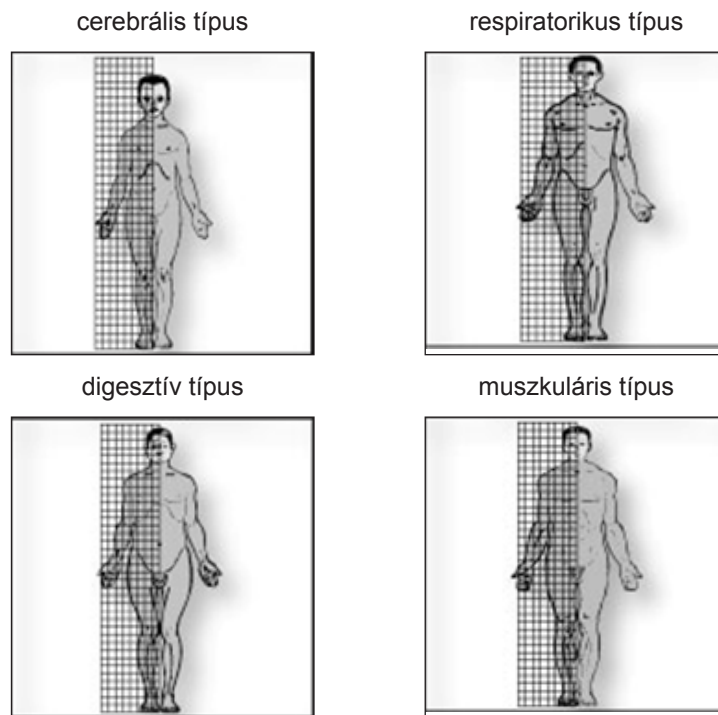 cerebrális típus
respiratorikus típus
digesztív típus
muszkuláris típus